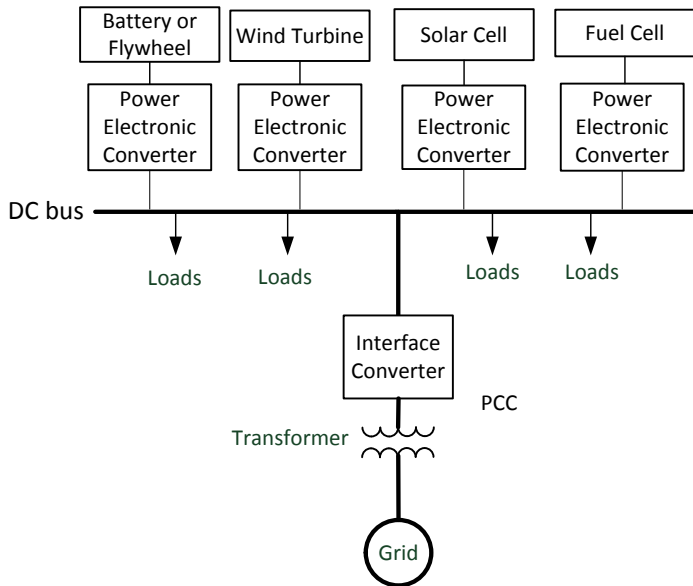 Battery or
Flywheel
Wind Turbine
Solar Cell
Fuel Cell
Power
Electronic
Converter
Power
Electronic
Converter
Power
Electronic
Converter
Power
Electronic
Converter
DC bus
Loads
Loads
Loads
Loads
Interface
Converter
PCC
Transformer
Grid